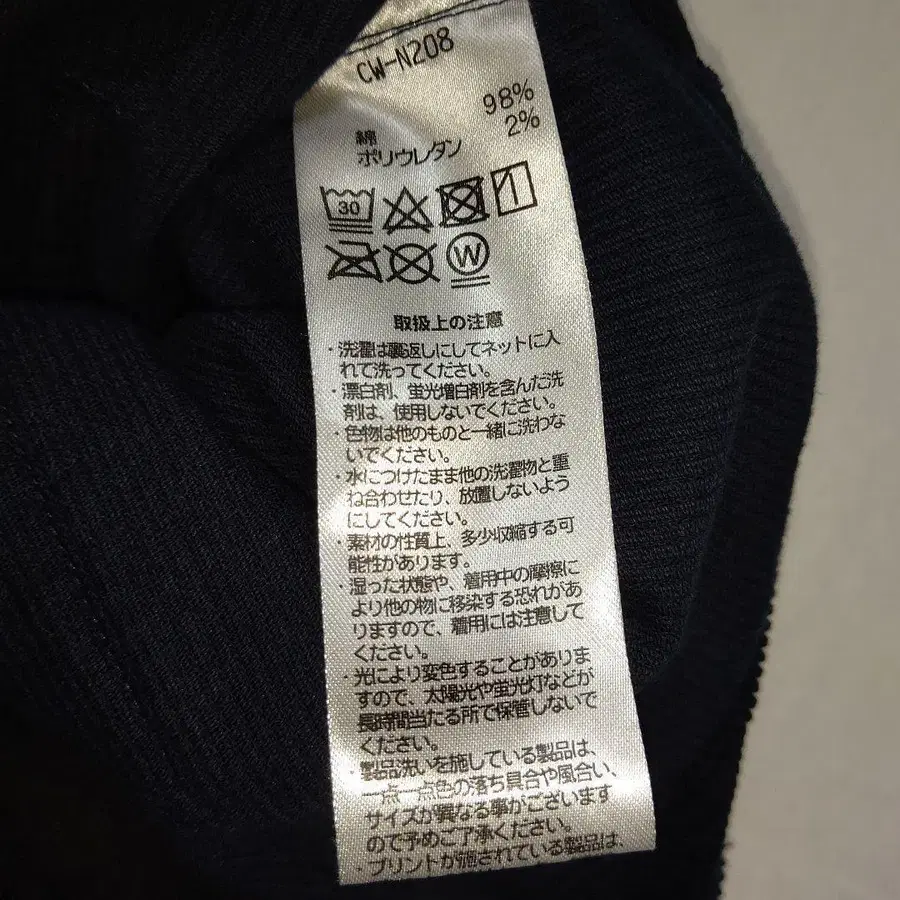 CW-N208
綿 98%
ポリウレタン 2%
30
W
取扱上の注意
・洗濯は裏返しにしてネットに入
れて洗ってください。
・漂白剤、蛍光増白剤を含んだ洗
剤は、使用しないでください。
・色物は他のものと一緒に洗わな
いでください。
・水につけたまま他の洗濯物と重
ね合わせたり、放置しないよう
にしてください。
・素材の性質上、多少収縮する可
能性があります。
・湿った状態や、着用中の摩擦に
より他の物に移染する恐れがあ
りますので、着用には注意して
ください。
・光により変色することがありま
すので、太陽光や蛍光灯などが
長時間当たる所で保管しないで
ください。
・製品洗いを施している製品は、
一点一点色の落ち具合や風合い、
サイズが異なる事がございます
ので予めご了承ください。
・プリントが施されている製品は、